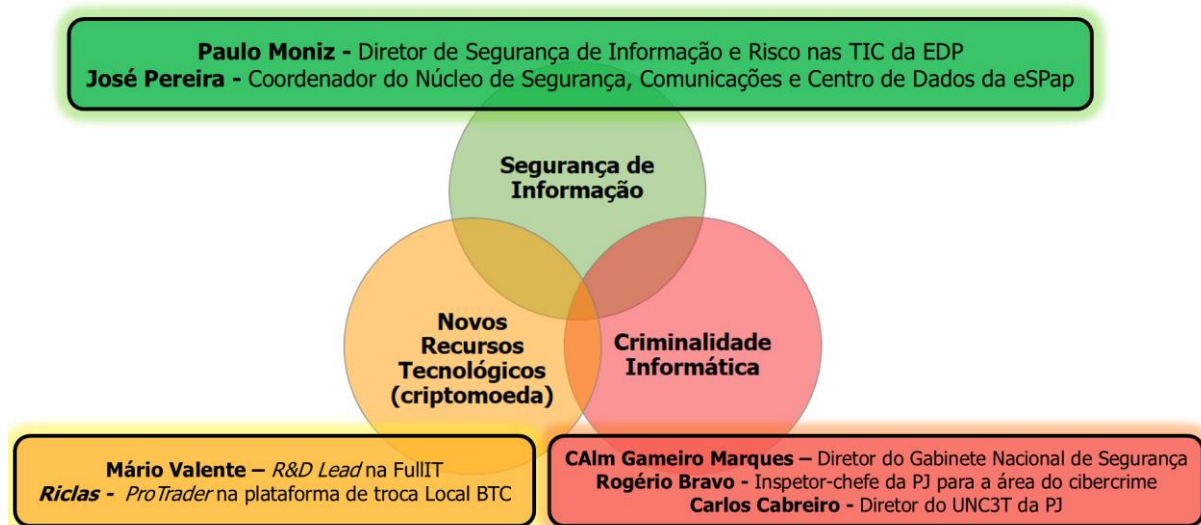 Paulo Moniz - Diretor de Segurança de Informação e Risco nas TIC da EDP
José Pereira - Coordenador do Núcleo de Segurança, Comunicações e Centro de Dados da eSPap
Segurança de
Informação
Novos
Recursos
Tecnológicos
(criptomoeda)
Criminalidade
Informática
Mário Valente – R&D Lead na FullIT
Riclas - ProTrader na plataforma de troca Local BTC
CAlm Gameiro Marques – Diretor do Gabinete Nacional de Segurança
Rogério Bravo - Inspetor-chefe da PJ para a área do cibercrime
Carlos Cabreiro - Diretor do UNC3T da PJ